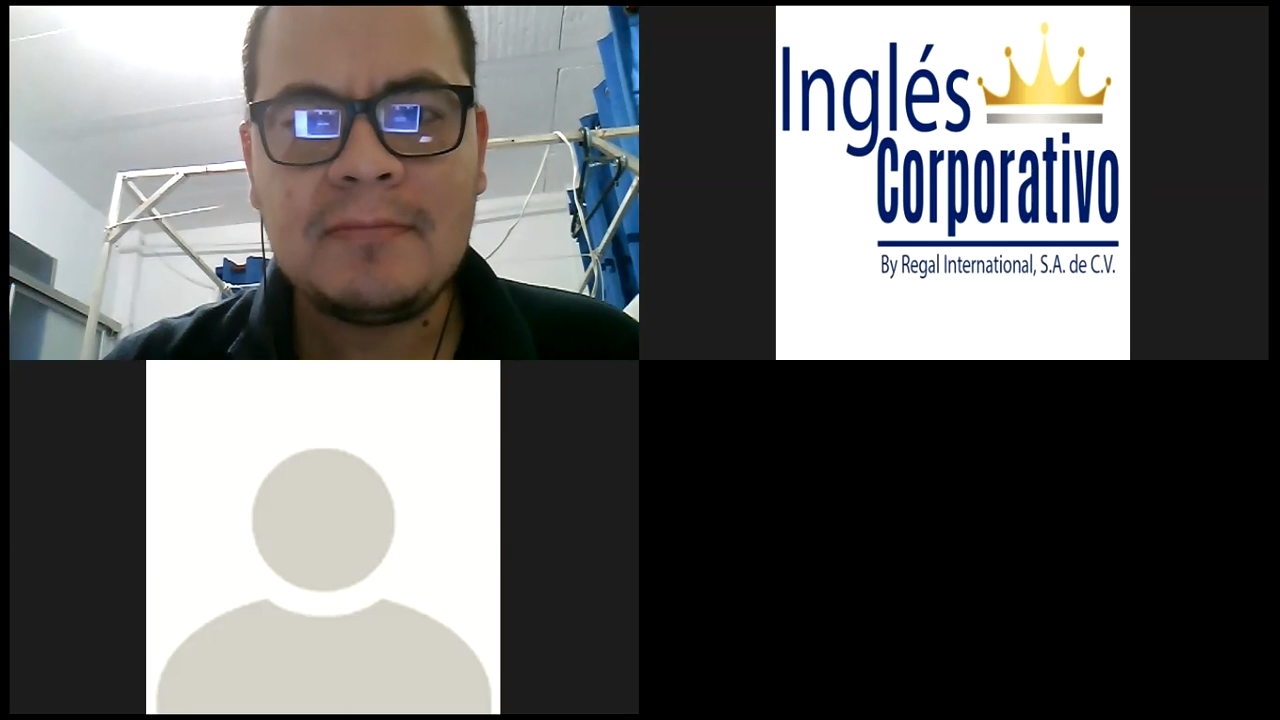 Inglés
Corporativo
By Regal International, S.A. de C.V.